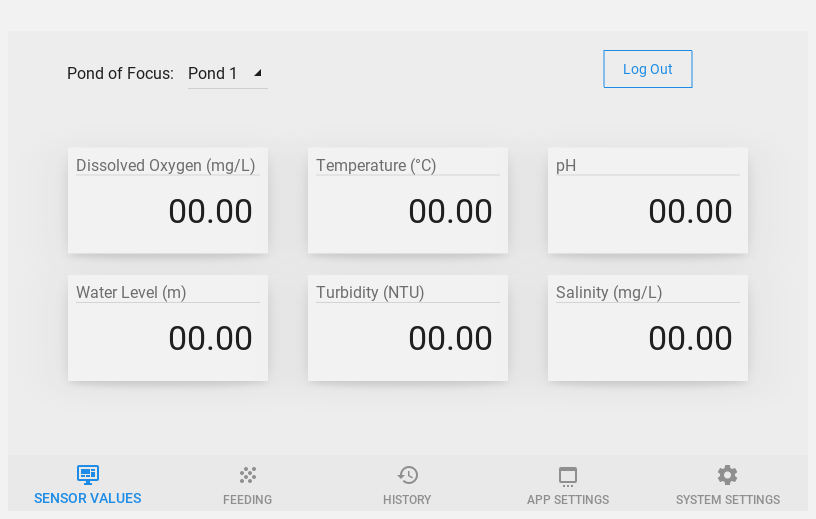 Pond of Focus: Pond 1 Log Out
Dissolved Oxygen (mg/L) Temperature (°C) pH
00.00 00.00 00.00
Water Level (m) Turbidity (NTU) Salinity (mg/L)
00.00 00.00 00.00
SENSOR VALUES FEEDING HISTORY APP SETTINGS SYSTEM SETTINGS